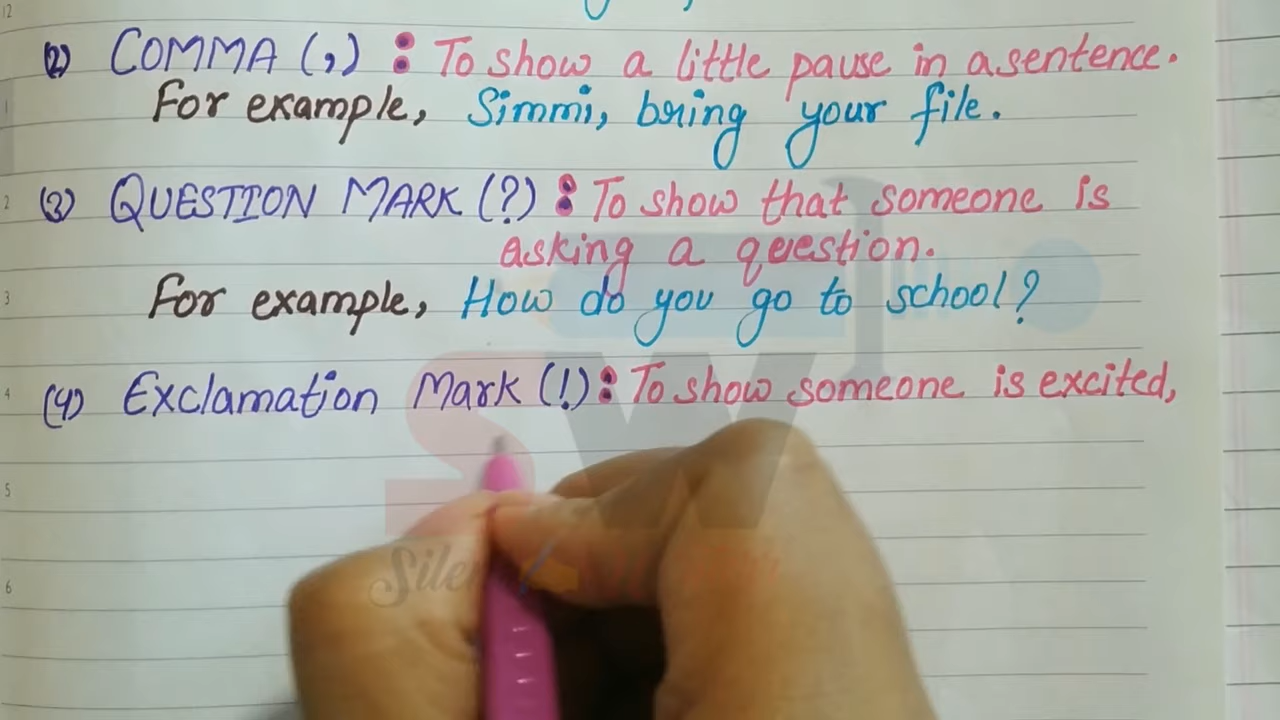 (2) COMMA (,) : To show a little pause in a sentence.
For example, Simmi, bring your file.
(3) QUESTION MARK (?) : To show that someone is
asking a question.
For example, How do you go to school?
(4) Exclamation Mark (!) : To show someone is excited,
SW